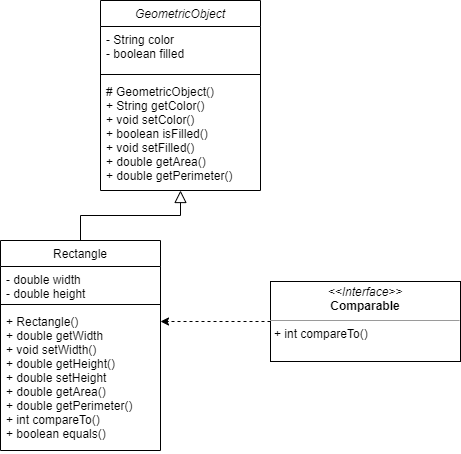 GeometricObject
- String color
- boolean filled
# GeometricObject()
+ String getColor()
+ void setColor()
+ boolean isFilled()
+ void setFilled()
+ double getArea()
+ double getPerimeter()
Rectangle
- double width
- double height
+ Rectangle()
+ double getWidth
+ void setWidth()
+ double getHeight()
+ double setHeight
+ double getArea()
+ double getPerimeter()
+ int compareTo()
+ boolean equals()
<<Interface>>
Comparable
+ int compareTo()